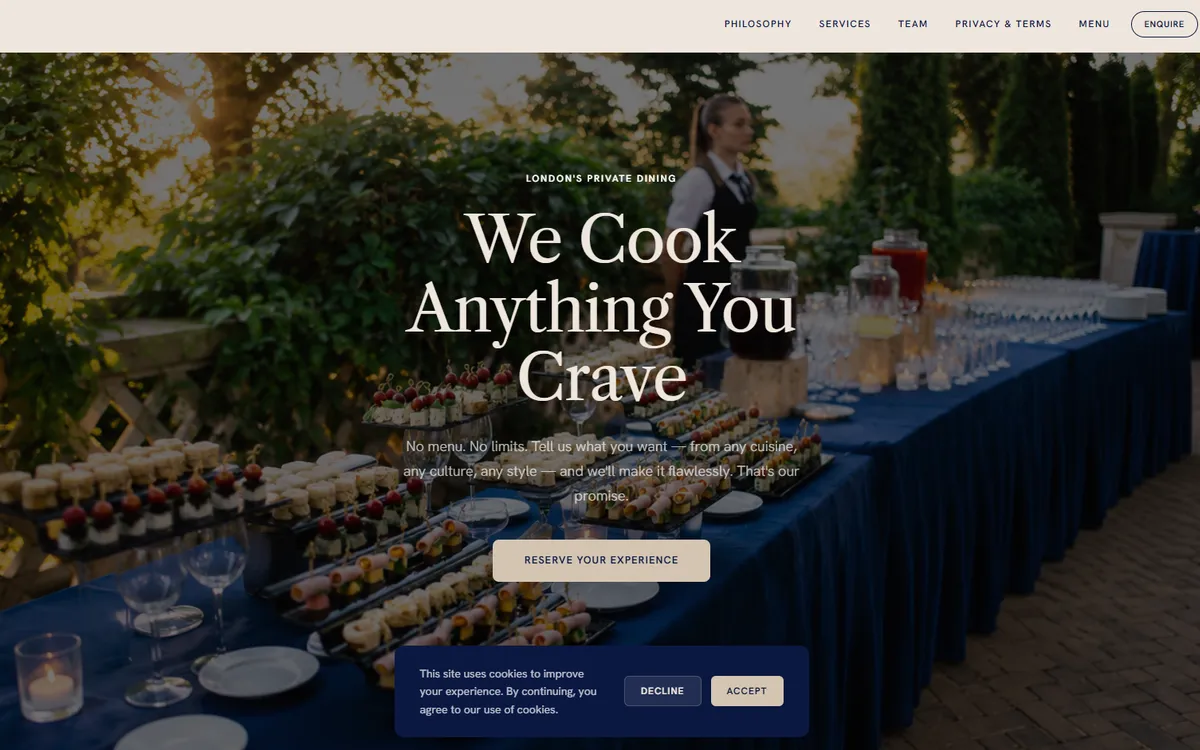 PHILOSOPHY SERVICES TEAM PRIVACY & TERMS MENU ENQUIRE
LONDON'S PRIVATE DINING
We Cook
Anything You
Crave
No menu. No limits. Tell us what you want — from any cuisine,
any culture, any style — and we'll make it flawlessly. That's our
promise.
RESERVE YOUR EXPERIENCE
This site uses cookies to improve
your experience. By continuing, you
agree to our use of cookies.
DECLINE ACCEPT